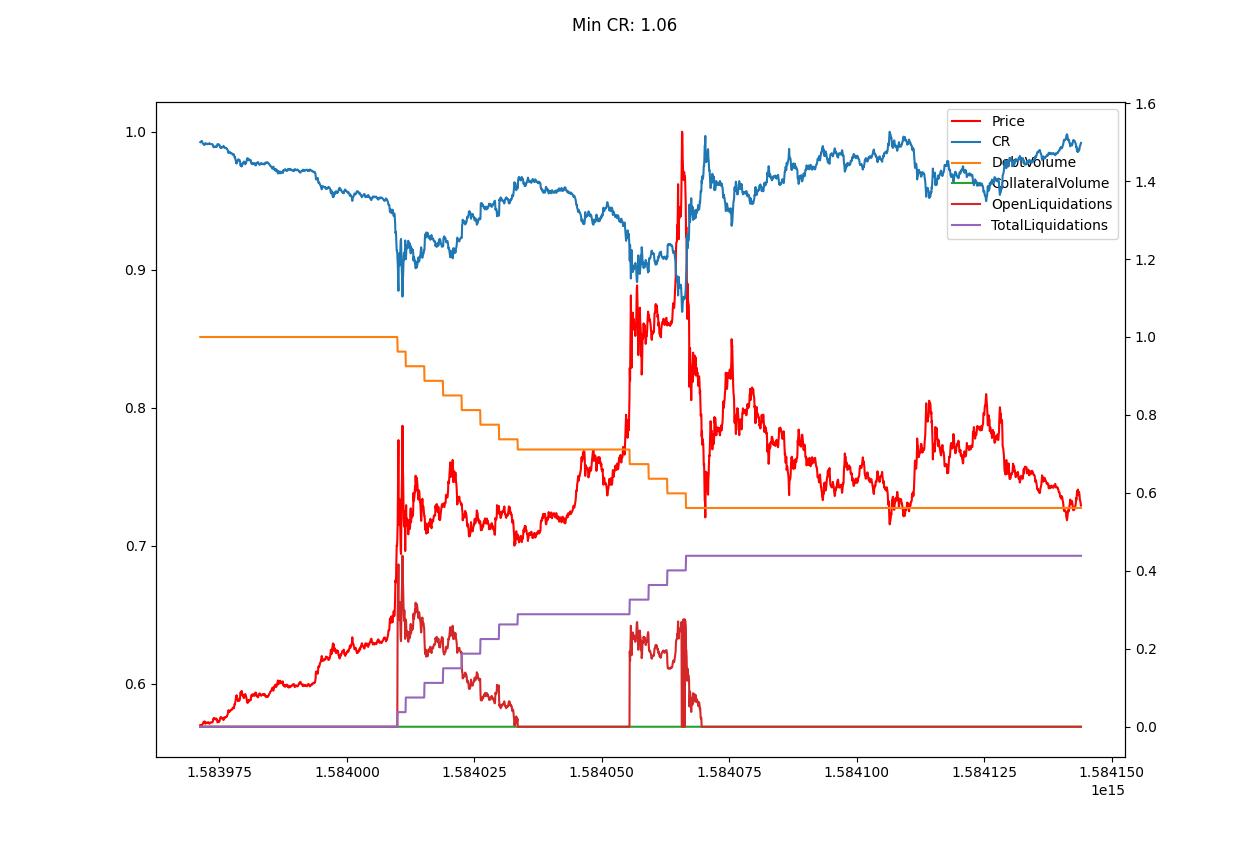 Min CR: 1.06
1.0
0.9
0.8
0.7
0.6
1.6
1.4
1.2
1.0
0.8
0.6
0.4
0.2
0.0
Price
CR
DebtVolume
CollateralVolume
OpenLiquidations
TotalLiquidations
1.583975 1.584000 1.584025 1.584050 1.584075 1.584100 1.584125 1.584150
1e15